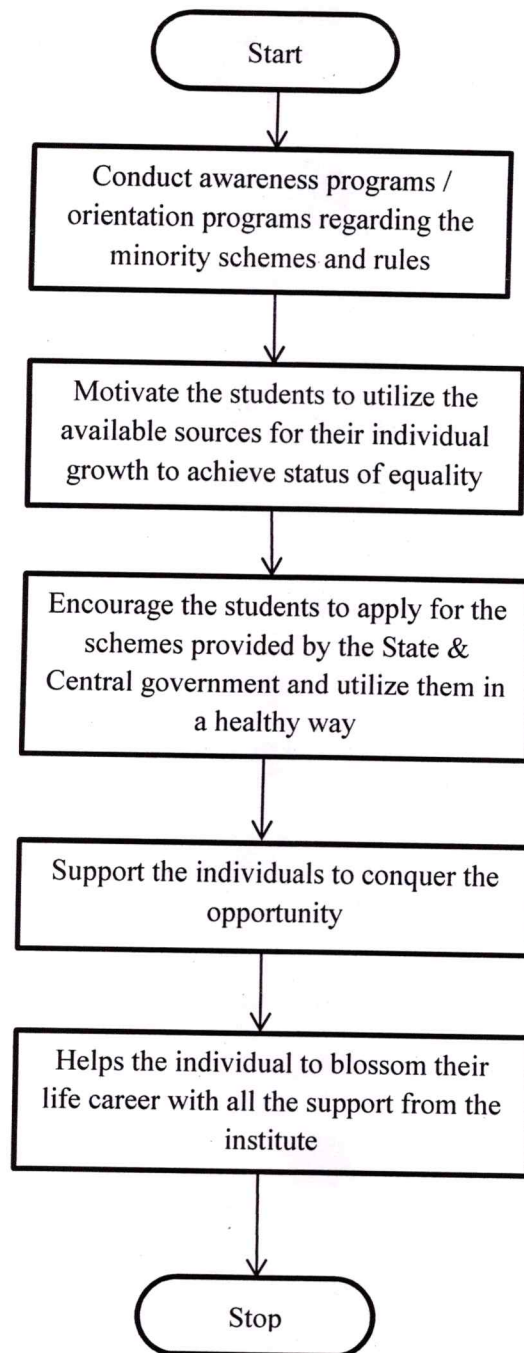 Start
Conduct awareness programs /
orientation programs regarding the
minority schemes and rules
Motivate the students to utilize the
available sources for their individual
growth to achieve status of equality
Encourage the students to apply for the
schemes provided by the State &
Central government and utilize them in
a healthy way
Support the individuals to conquer the
opportunity
Helps the individual to blossom their
life career with all the support from the
institute
Stop